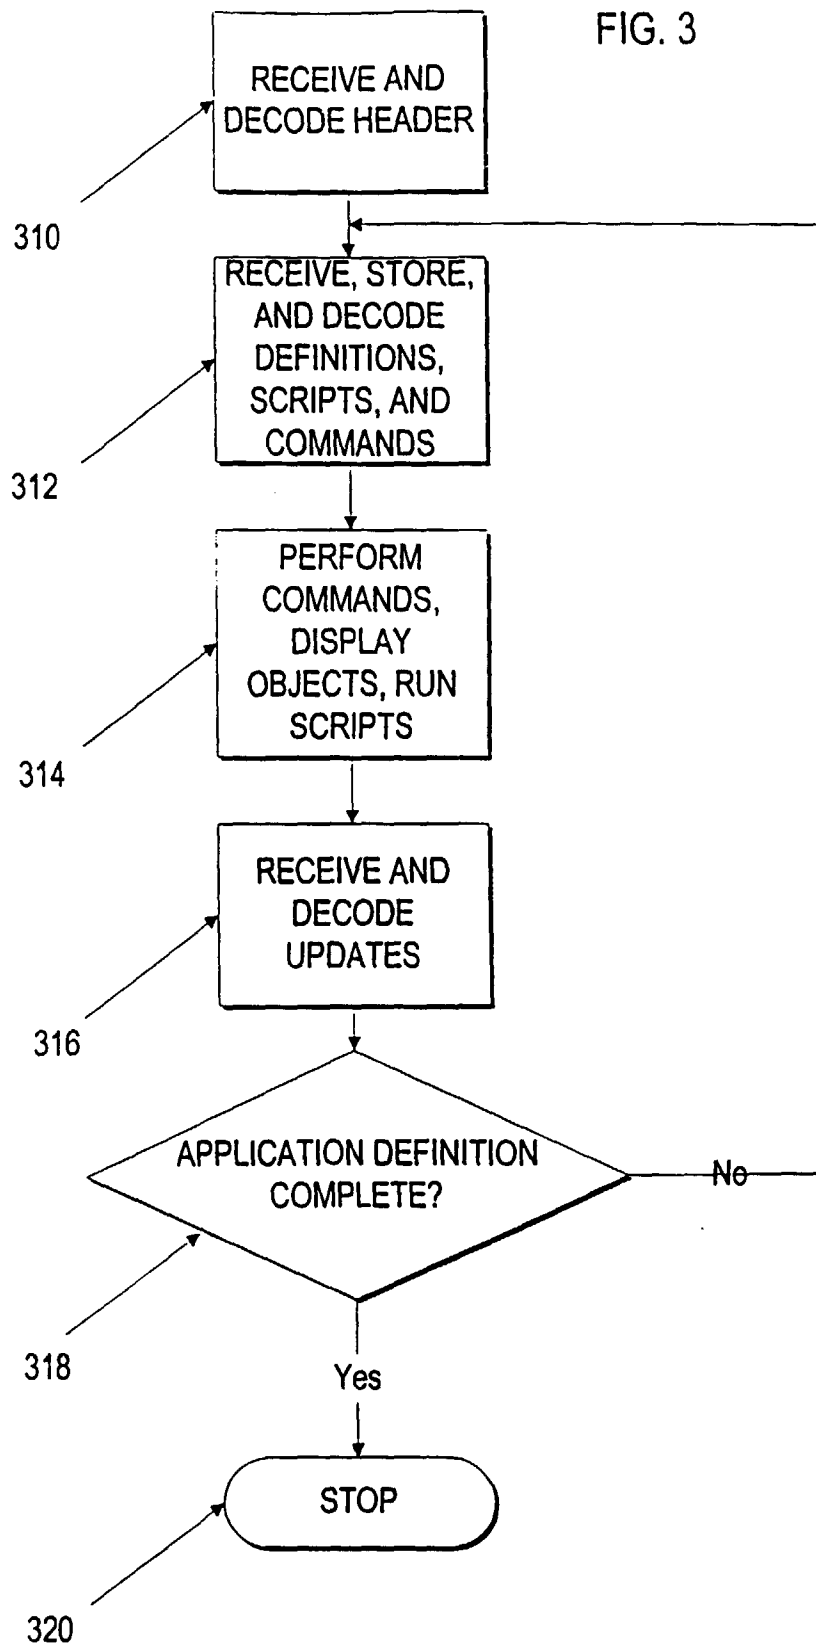 FIG. 3
RECEIVE AND
DECODE HEADER
310
RECEIVE, STORE,
AND DECODE
DEFINITIONS,
SCRIPTS, AND
COMMANDS
312
PERFORM
COMMANDS,
DISPLAY
OBJECTS, RUN
SCRIPTS
314
RECEIVE AND
DECODE
UPDATES
316
APPLICATION DEFINITION
COMPLETE?
No
318
Yes
STOP
320